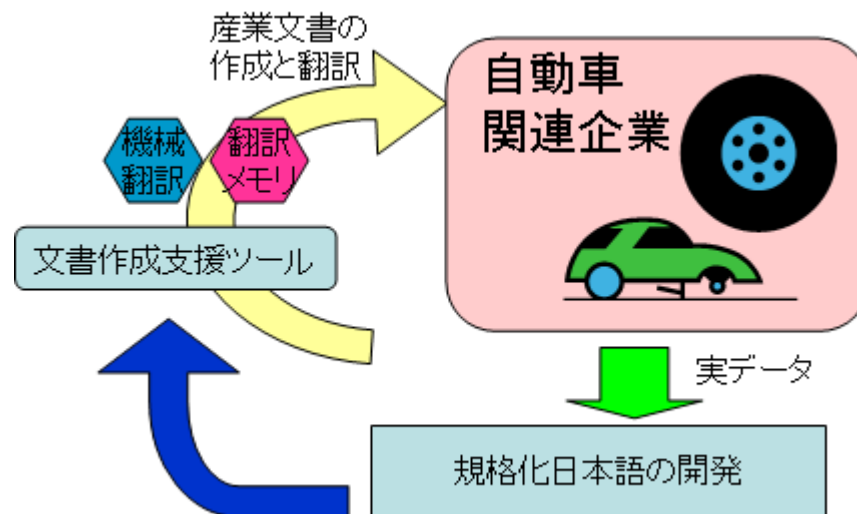 産業文書の
作成と翻訳
自動車
関連企業
機械
翻訳
翻訳
メモリ
文書作成支援ツール
実データ
規格化日本語の開発